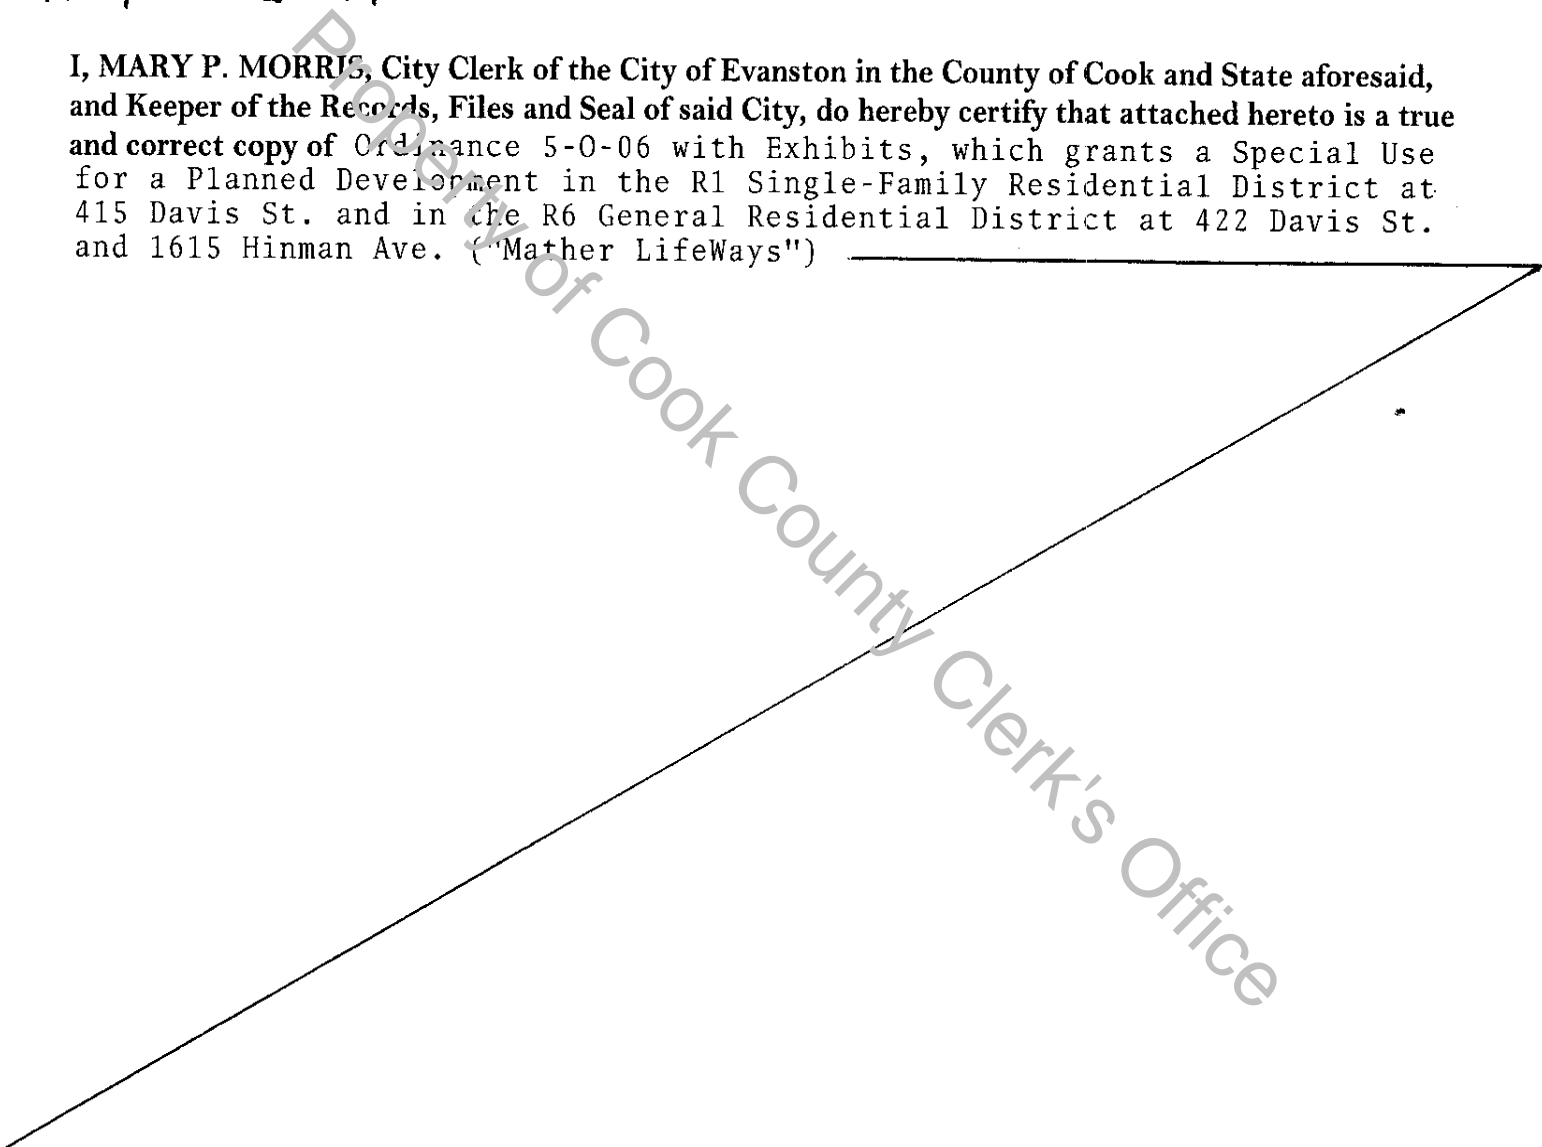 I, MARY P. MORRIS, City Clerk of the City of Evanston in the County of Cook and State aforesaid,
and Keeper of the Records, Files and Seal of said City, do hereby certify that attached hereto is a true
and correct copy of Ordinance 5-0-06 with Exhibits, which grants a Special Use
for a Planned Development in the R1 Single-Family Residential District at
415 Davis St. and in the R6 General Residential District at 422 Davis St.
and 1615 Hinman Ave. ("Mather LifeWays")
Property of Cook County Clerk's Office